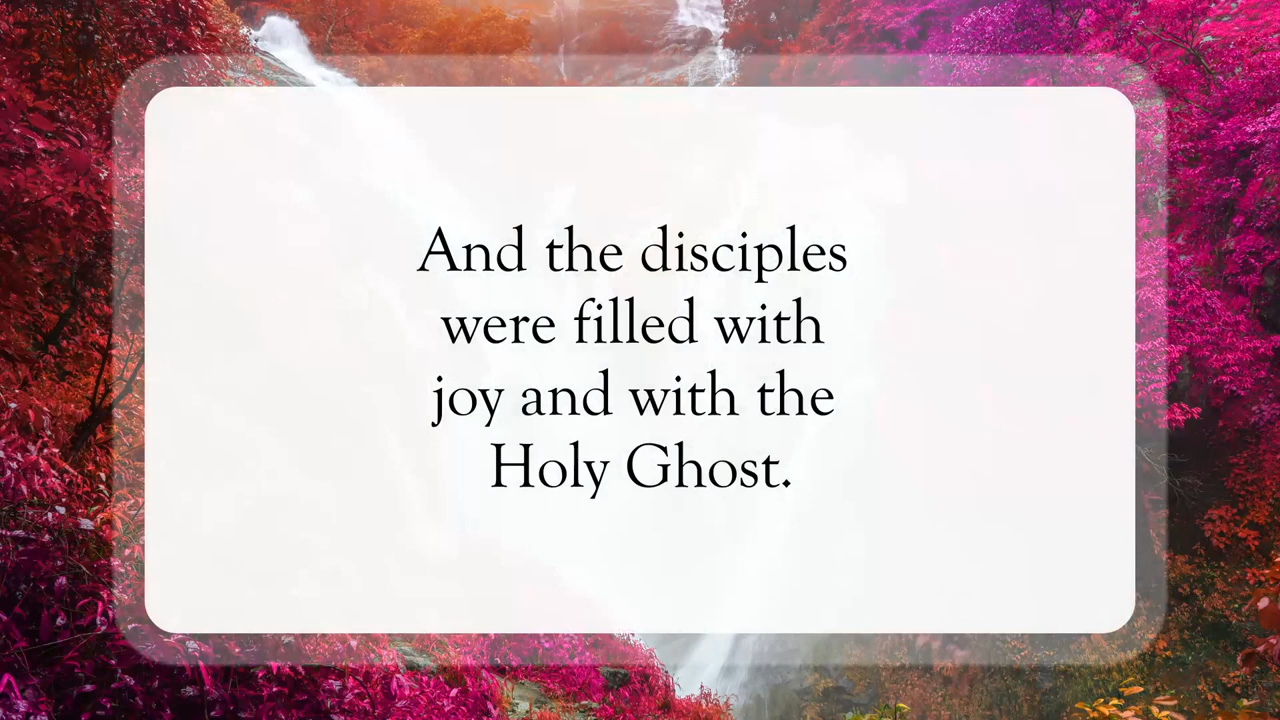 And the disciples
were filled with
joy and with the
Holy Ghost.